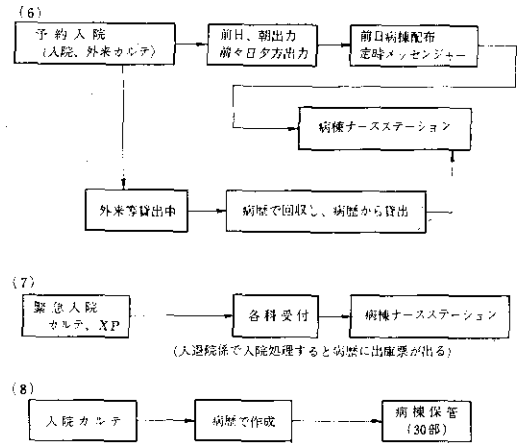 (6)
予約入院
(入院、外来カルテ)
前日、朝出力
前々日夕方出力
前日病棟配布
定時メッセンジャー
病棟ナースステーション
外来等貸出中
病歴で回収し、病歴から貸出
(7)
緊急入院
カルテ、XP
各科受付
病棟ナースステーション
(入退院係で入院処理すると病歴に出庫票が出る)
(8)
入院カルテ
病歴で作成
病棟保管
(30部)